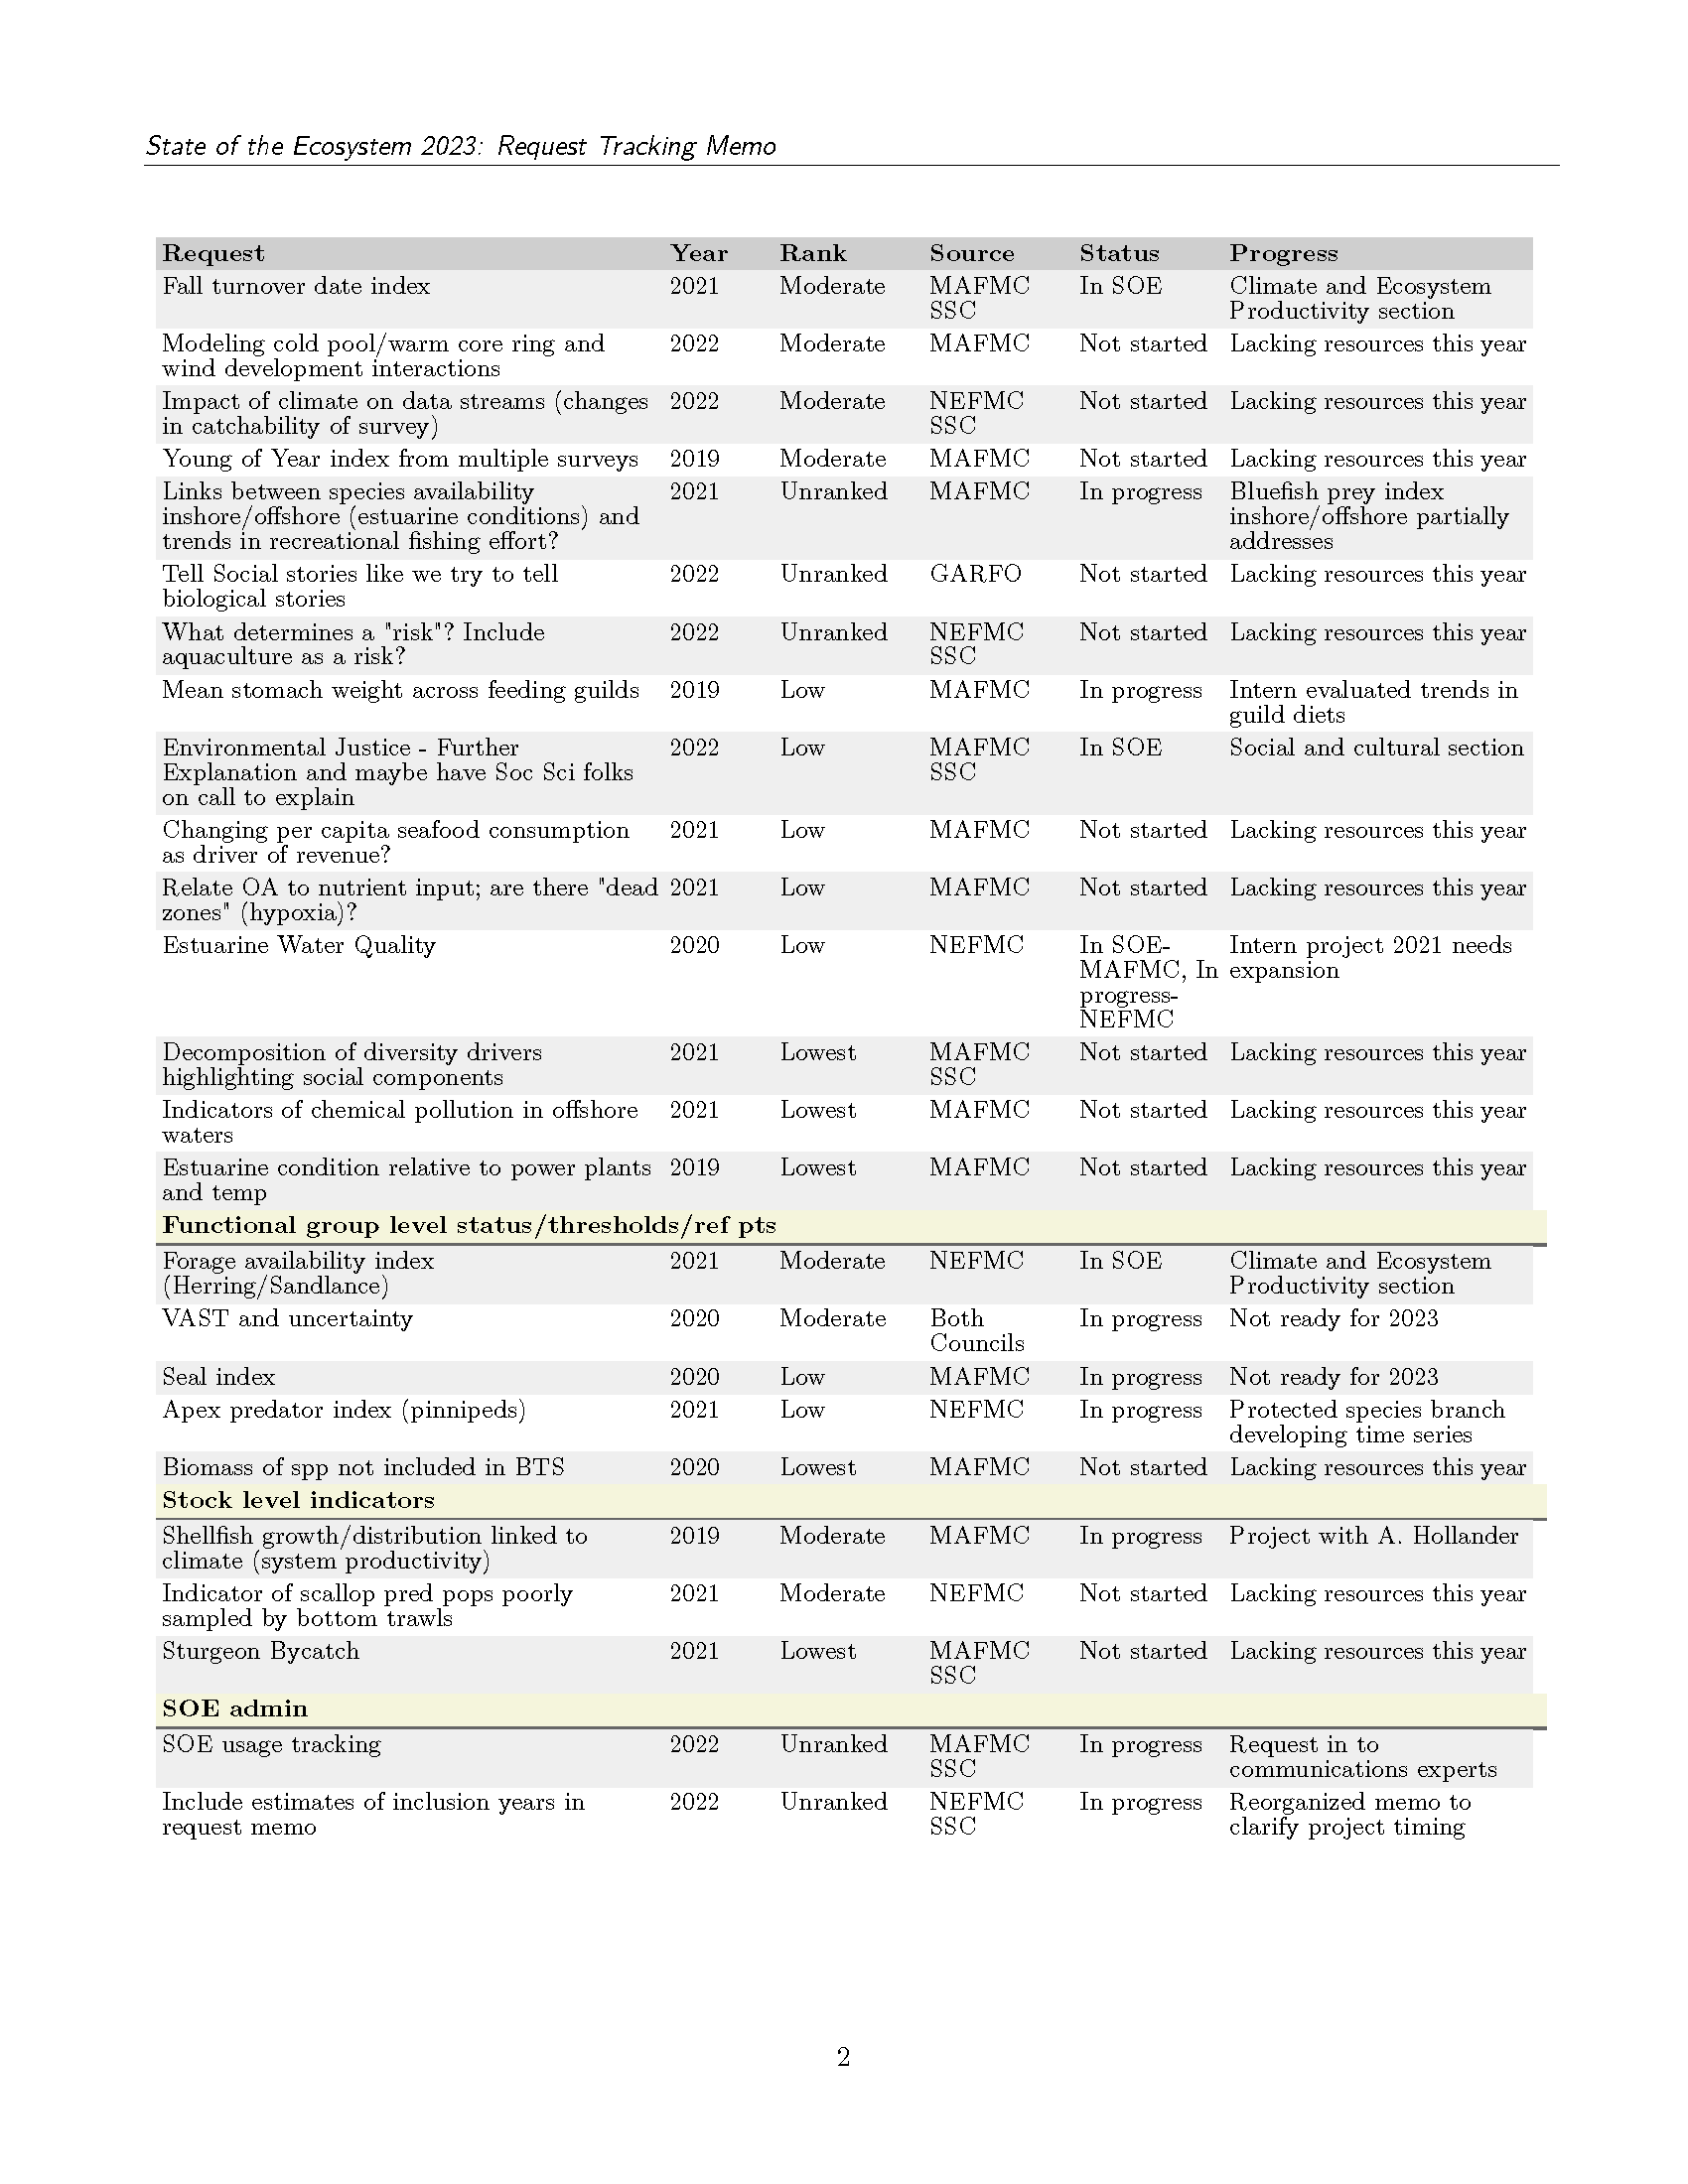 State of the Ecosystem 2023: Request Tracking Memo
Request Year Rank Source Status Progress
Fall turnover date index 2021 Moderate MAFMC In SOE Climate and Ecosystem
SSC Productivity section
Modeling cold pool/warm core ring and 2022 Moderate MAFMC Not started Lacking resources this year
wind development interactions
Impact of climate on data streams (changes 2022 Moderate NEFMC Not started Lacking resources this year
in catchability of survey) SSC
Young of Year index from multiple surveys 2019 Moderate MAFMC Not started Lacking resources this year
Links between species availability 2021 Unranked MAFMC In progress Bluefish prey index
inshore/offshore (estuarine conditions) and inshore/offshore partially
trends in recreational fishing effort? addresses
Tell Social stories like we try to tell 2022 Unranked GARFO Not started Lacking resources this year
biological stories
What determines a "risk"? Include 2022 Unranked NEFMC Not started Lacking resources this year
aquaculture as a risk? SSC
Mean stomach weight across feeding guilds 2019 Low MAFMC In progress Intern evaluated trends in
guild diets
Environmental Justice - Further 2022 Low MAFMC In SOE Social and cultural section
Explanation and maybe have Soc Sci folks SSC
on call to explain
Changing per capita seafood consumption 2021 Low MAFMC Not started Lacking resources this year
as driver of revenue?
Relate OA to nutrient input; are there "dead 2021 Low MAFMC Not started Lacking resources this year
zones" (hypoxia)?
Estuarine Water Quality 2020 Low NEFMC In SOE- Intern project 2021 needs
MAFMC, In expansion
progress-
NEFMC
Decomposition of diversity drivers 2021 Lowest MAFMC Not started Lacking resources this year
highlighting social components SSC
Indicators of chemical pollution in offshore 2021 Lowest MAFMC Not started Lacking resources this year
waters
Estuarine condition relative to power plants 2019 Lowest MAFMC Not started Lacking resources this year
and temp
Functional group level status/thresholds/ref pts
Forage availability index 2021 Moderate NEFMC In SOE Climate and Ecosystem
(Herring/Sandlance) Productivity section
VAST and uncertainty 2020 Moderate Both In progress Not ready for 2023
Councils
Seal index 2020 Low MAFMC In progress Not ready for 2023
Apex predator index (pinnipeds) 2021 Low NEFMC In progress Protected species branch
developing time series
Biomass of spp not included in BTS 2020 Lowest MAFMC Not started Lacking resources this year
Stock level indicators
Shellfish growth/distribution linked to 2019 Moderate MAFMC In progress Project with A. Hollander
climate (system productivity)
Indicator of scallop pred pops poorly 2021 Moderate NEFMC Not started Lacking resources this year
sampled by bottom trawls
Sturgeon Bycatch 2021 Lowest MAFMC Not started Lacking resources this year
SSC
SOE admin
SOE usage tracking 2022 Unranked MAFMC In progress Request in to
SSC communications experts
Include estimates of inclusion years in 2022 Unranked NEFMC In progress Reorganized memo to
request memo SSC clarify project timing
2